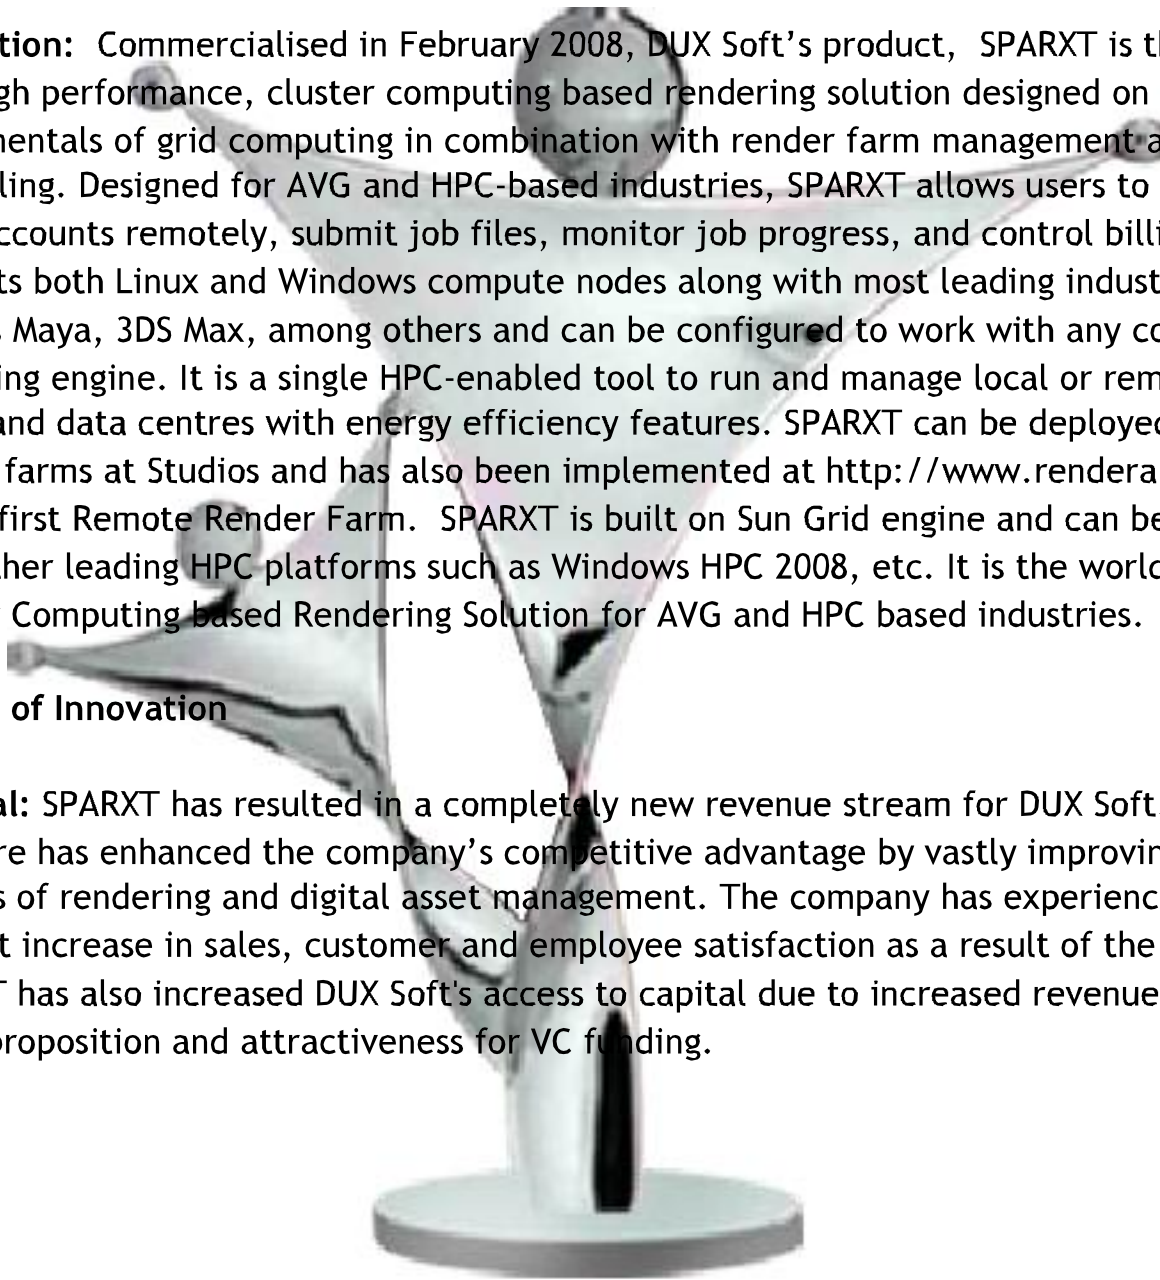 tion: Commercialised in February 2008, DUX Soft’s product, SPARXT is
gh performance, cluster computing based rendering solution designed on
mentals of grid computing in combination with render farm management
ling. Designed for AVG and HPC-based industries, SPARXT allows users to
ccounts remotely, submit job files, monitor job progress, and control billi
ts both Linux and Windows compute nodes along with most leading indust
Maya, 3DS Max, among others and can be configured to work with any co
ing engine. It is a single HPC-enabled tool to run and manage local or rem
and data centres with energy efficiency features. SPARXT can be deployed
farms at Studios and has also been implemented at http://www.rendera
first Remote Render Farm. SPARXT is built on Sun Grid engine and can be
her leading HPC platforms such as Windows HPC 2008, etc. It is the world
Computing based Rendering Solution for AVG and HPC based industries.
of Innovation
al: SPARXT has resulted in a completely new revenue stream for DUX Soft.
re has enhanced the company’s competitive advantage by vastly improvin
s of rendering and digital asset management. The company has experienc
t increase in sales, customer and employee satisfaction as a result of the
T has also increased DUX Soft's access to capital due to increased revenue
proposition and attractiveness for VC funding.